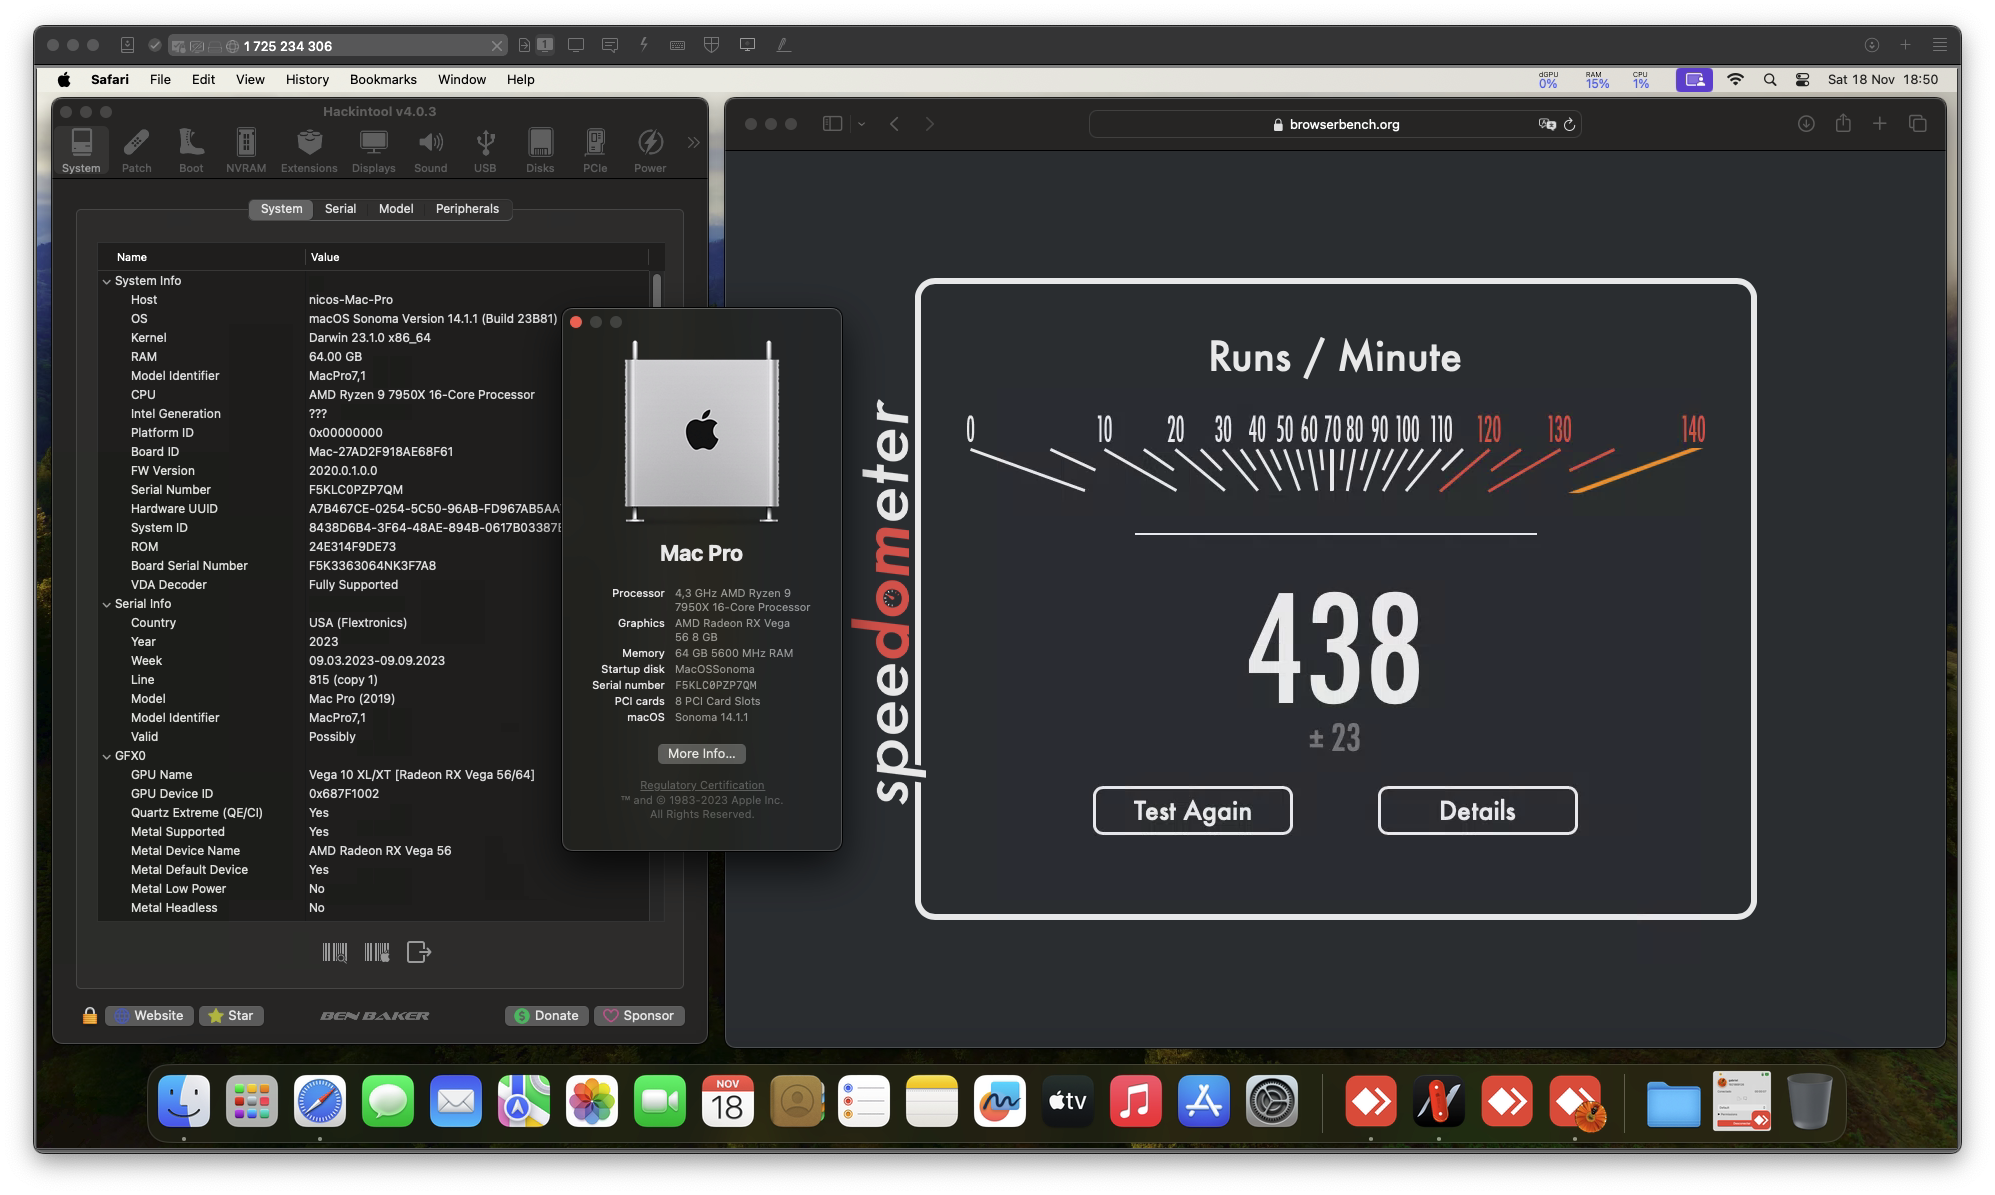 1 725 234 306
1
Safari File Edit View History Bookmarks Window Help
dGPU 0% RAM 15% CPU 1% Sat 18 Nov 18:50
Hackintool v4.0.3
System Patch Boot NVRAM Extensions Displays Sound USB Disks PCIe Power
System Serial Model Peripherals
Name Value
System Info
Host nicos-Mac-Pro
OS macOS Sonoma Version 14.1.1 (Build 23B81)
Kernel Darwin 23.1.0 x86_64
RAM 64.00 GB
Model Identifier MacPro7,1
CPU AMD Ryzen 9 7950X 16-Core Processor
Intel Generation ???
Platform ID 0x00000000
Board ID Mac-27AD2F918AE68F61
FW Version 2020.0.1.0.0
Serial Number F5KLC0PZP7QM
Hardware UUID A7B467CE-0254-5C50-96AB-FD967AB5AA
System ID 8438D6B4-3F64-48AE-894B-0617B03387
ROM 24E314F9DE73
Board Serial Number F5K3363064NK3F7A8
VDA Decoder Fully Supported
Serial Info
Country USA (Flextronics)
Year 2023
Week 09.03.2023-09.09.2023
Line 815 (copy 1)
Model Mac Pro (2019)
Model Identifier MacPro7,1
Valid Possibly
GFX0
GPU Name Vega 10 XL/XT [Radeon RX Vega 56/64]
GPU Device ID 0x687F1002
Quartz Extreme (QE/CI) Yes
Metal Supported Yes
Metal Device Name AMD Radeon RX Vega 56
Metal Default Device Yes
Metal Low Power No
Metal Headless No
Website Star BEN BAKER Donate Sponsor
Mac Pro
Processor 4,3 GHz AMD Ryzen 9
7950X 16-Core Processor
Graphics AMD Radeon RX Vega
56 8 GB
Memory 64 GB 5600 MHz RAM
Startup disk MacOSSonoma
Serial number F5KLC0PZP7QM
PCI cards 8 PCI Card Slots
macOS Sonoma 14.1.1
More Info...
Regulatory Certification
™ and © 1983-2023 Apple Inc.
All Rights Reserved.
browserbench.org
speedometer
Runs / Minute
0 10 20 30 40 50 60 70 80 90 100 110 120 130 140
438
± 23
Test Again Details
NOV
18
tv